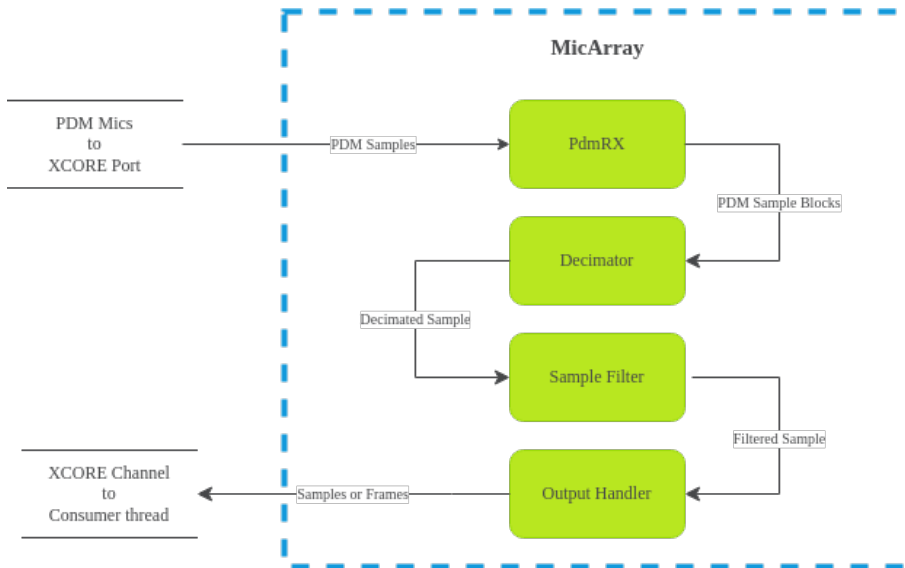 MicArray
PDM Mics
to
XCORE Port
PDM Samples
PdmRX
PDM Sample Blocks
Decimator
Decimated Sample
Sample Filter
Filtered Sample
XCORE Channel
to
Consumer thread
Samples or Frames
Output Handler